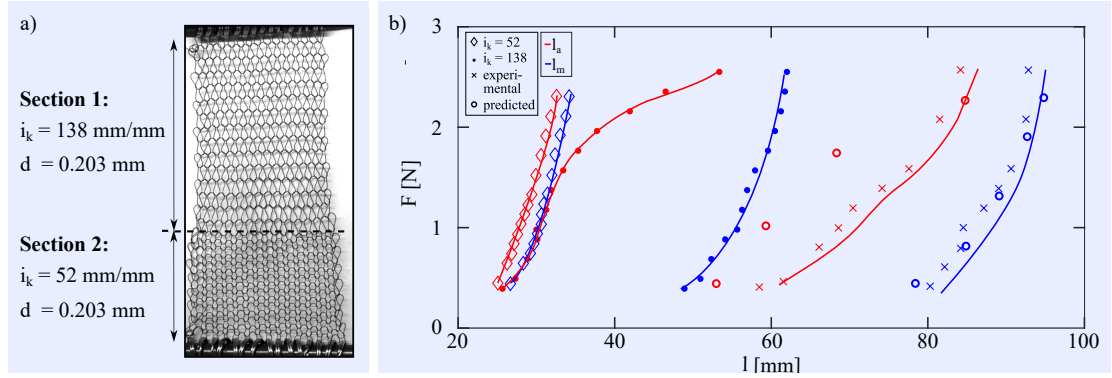 a)
Section 1:
i_k = 138 mm/mm
d = 0.203 mm
Section 2:
i_k = 52 mm/mm
d = 0.203 mm
b)
F [N]
3
2
1
0
i_k = 52
i_k = 138
experi-
mental
predicted
l_a
l_m
20 40 60 80 100
l [mm]